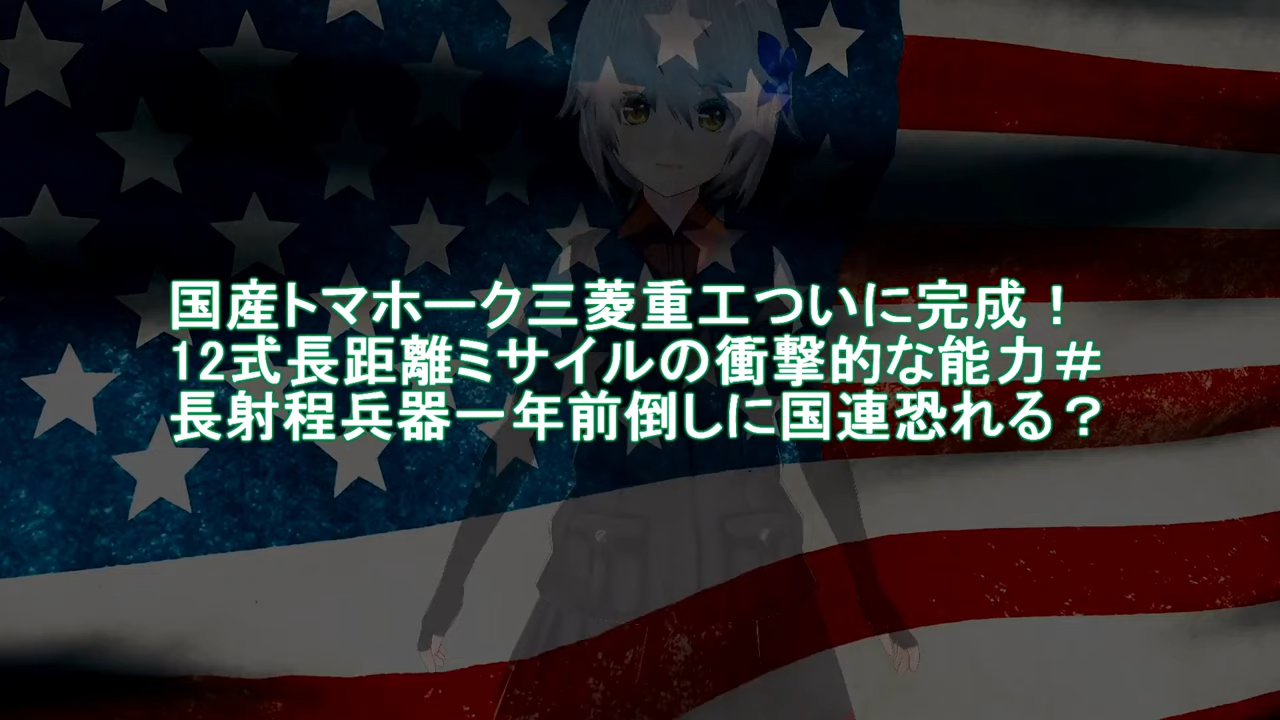 国産トマホーク三菱重工ついに完成！
12式長距離ミサイルの衝撃的な能力＃
長射程兵器一年前倒しに国連恐れる？